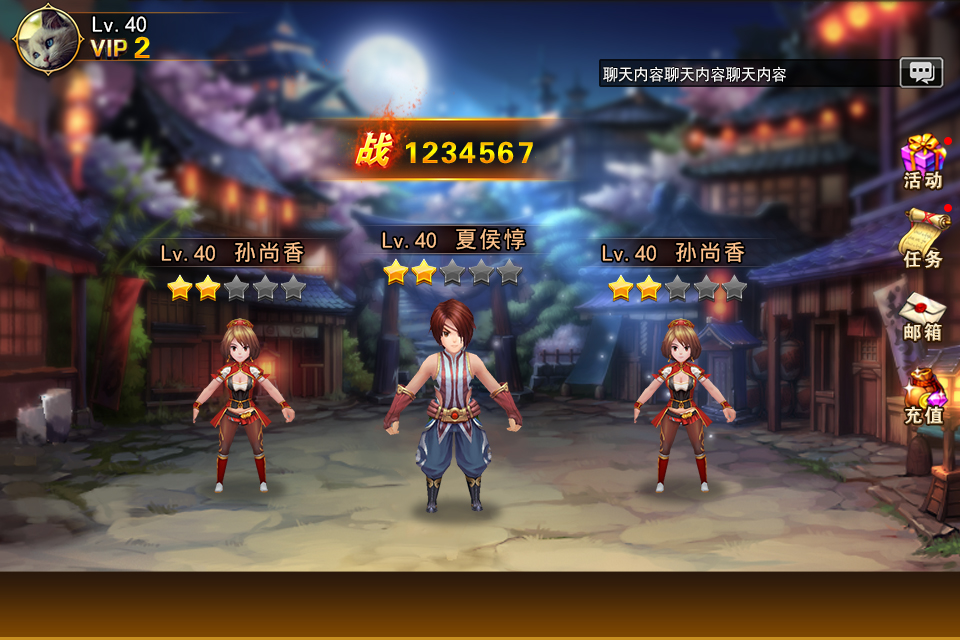 Lv. 40
VIP 2
聊天内容聊天内容聊天内容
战 1234567
活动
任务
Lv. 40 孙尚香
Lv. 40 夏侯惇
Lv. 40 孙尚香
邮箱
充值